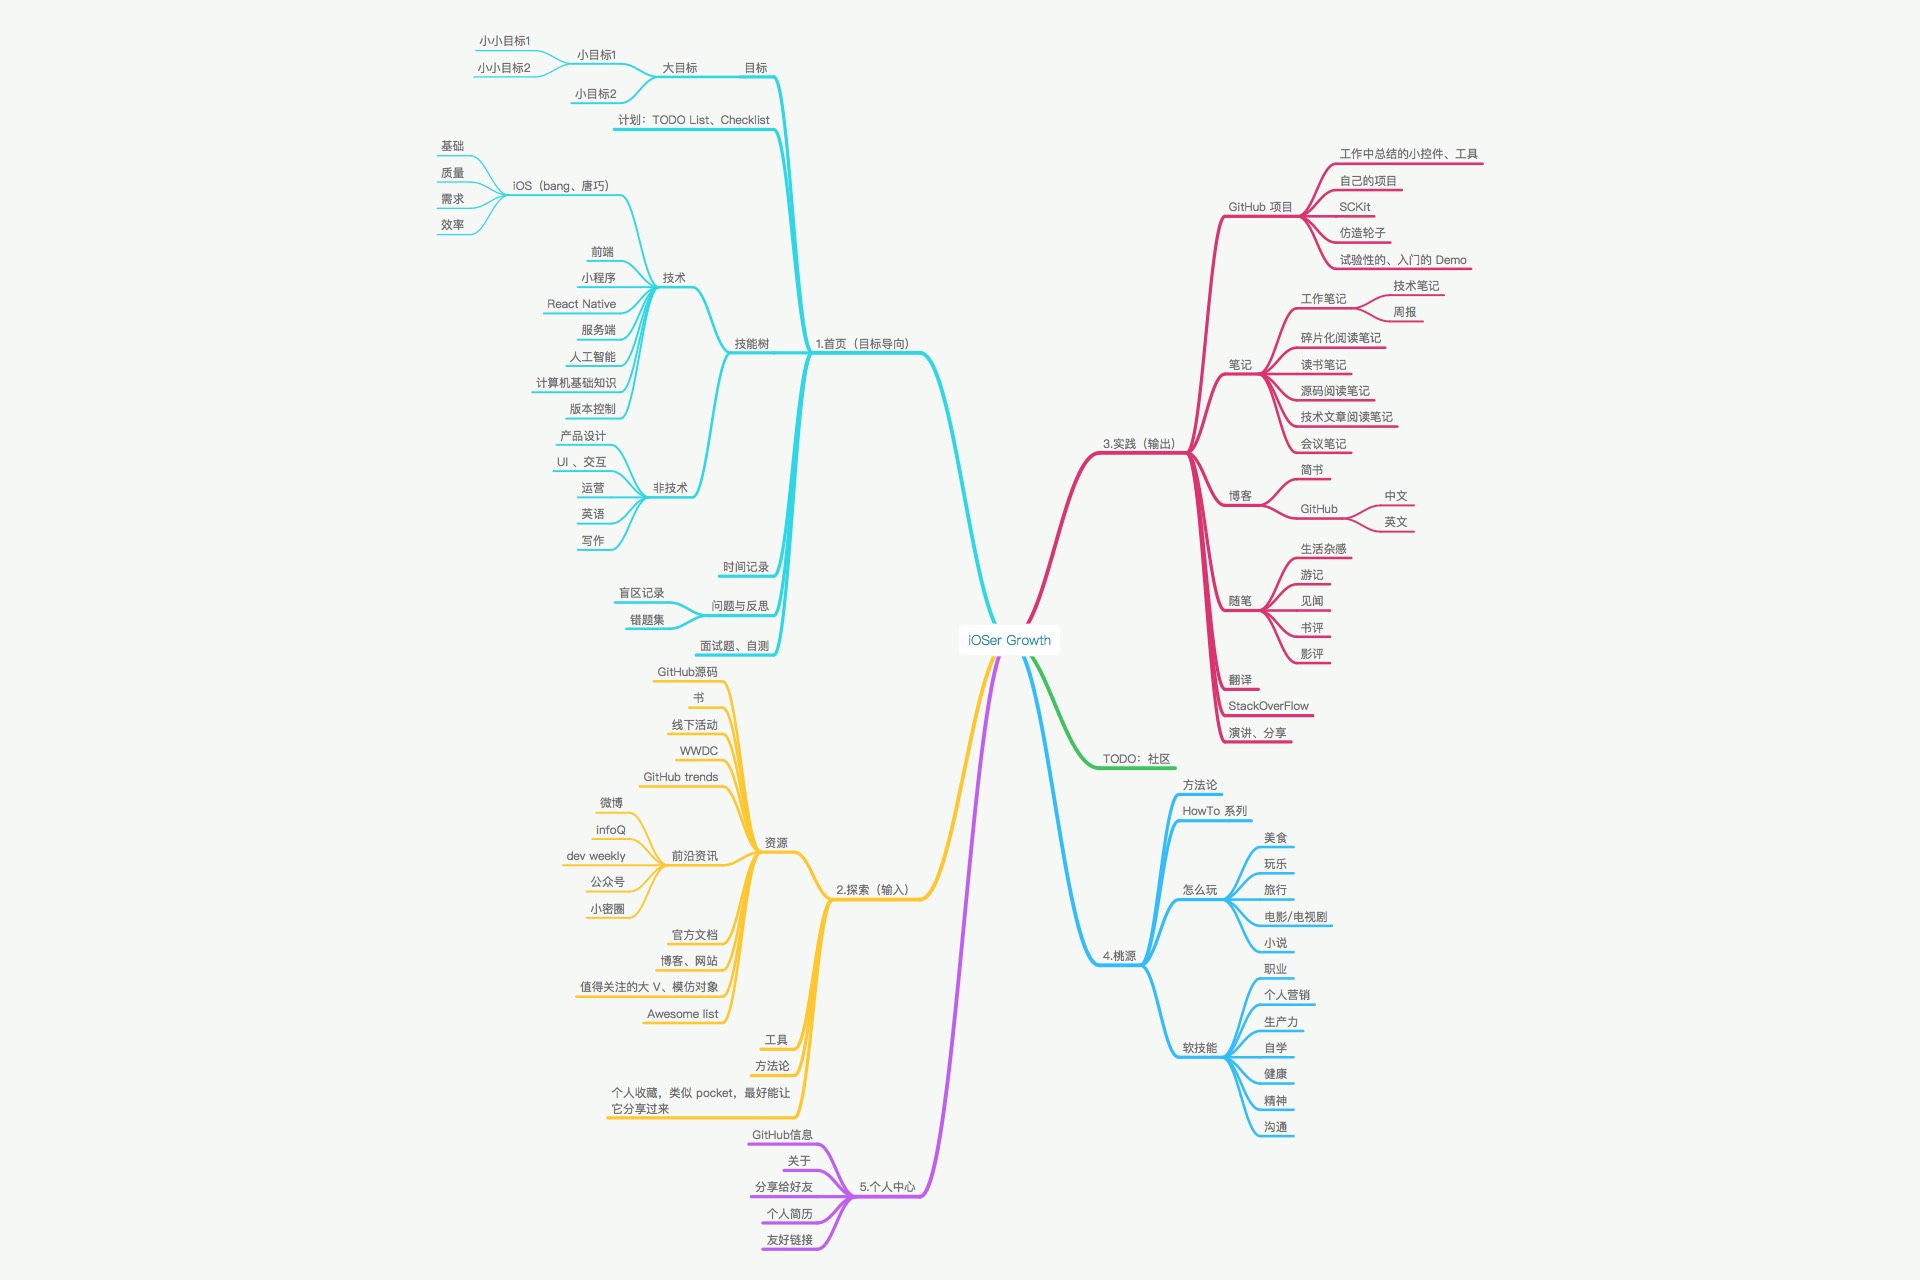 iOSer Growth
1.首页（目标导向）
目标
大目标
小目标1
小小目标1
小小目标2
小目标2
计划：TODO List、Checklist
技能树
技术
iOS（bang、唐巧）
基础
质量
需求
效率
前端
小程序
React Native
服务端
人工智能
计算机基础知识
版本控制
非技术
产品设计
UI 、交互
运营
英语
写作
时间记录
问题与反思
盲区记录
错题集
面试题、自测
2.探索（输入）
资源
GitHub源码
书
线下活动
WWDC
GitHub trends
前沿资讯
微博
infoQ
dev weekly
公众号
小密圈
官方文档
博客、网站
值得关注的大 V、模仿对象
Awesome list
工具
方法论
个人收藏，类似 pocket，最好能让
它分享过来
3.实践（输出）
GitHub 项目
工作中总结的小控件、工具
自己的项目
SCKit
仿造轮子
试验性的、入门的 Demo
笔记
工作笔记
技术笔记
周报
碎片化阅读笔记
读书笔记
源码阅读笔记
技术文章阅读笔记
会议笔记
博客
简书
GitHub
中文
英文
随笔
生活杂感
游记
见闻
书评
影评
翻译
StackOverFlow
演讲、分享
TODO：社区
4.桃源
方法论
HowTo 系列
怎么玩
美食
玩乐
旅行
电影/电视剧
小说
软技能
职业
个人营销
生产力
自学
健康
精神
沟通
5.个人中心
GitHub信息
关于
分享给好友
个人简历
友好链接